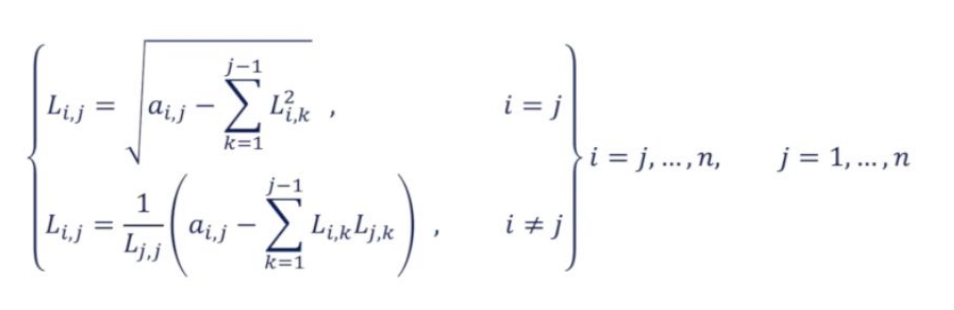 L_{i,j} = \sqrt{a_{i,j} - \sum_{k=1}^{j-1} L_{i,k}^{2}} , i = j
L_{i,j} = \frac{1}{L_{j,j}} \left( a_{i,j} - \sum_{k=1}^{j-1} L_{i,k} L_{j,k} \right) , i ≠ j
i = j, ..., n, j = 1, ..., n